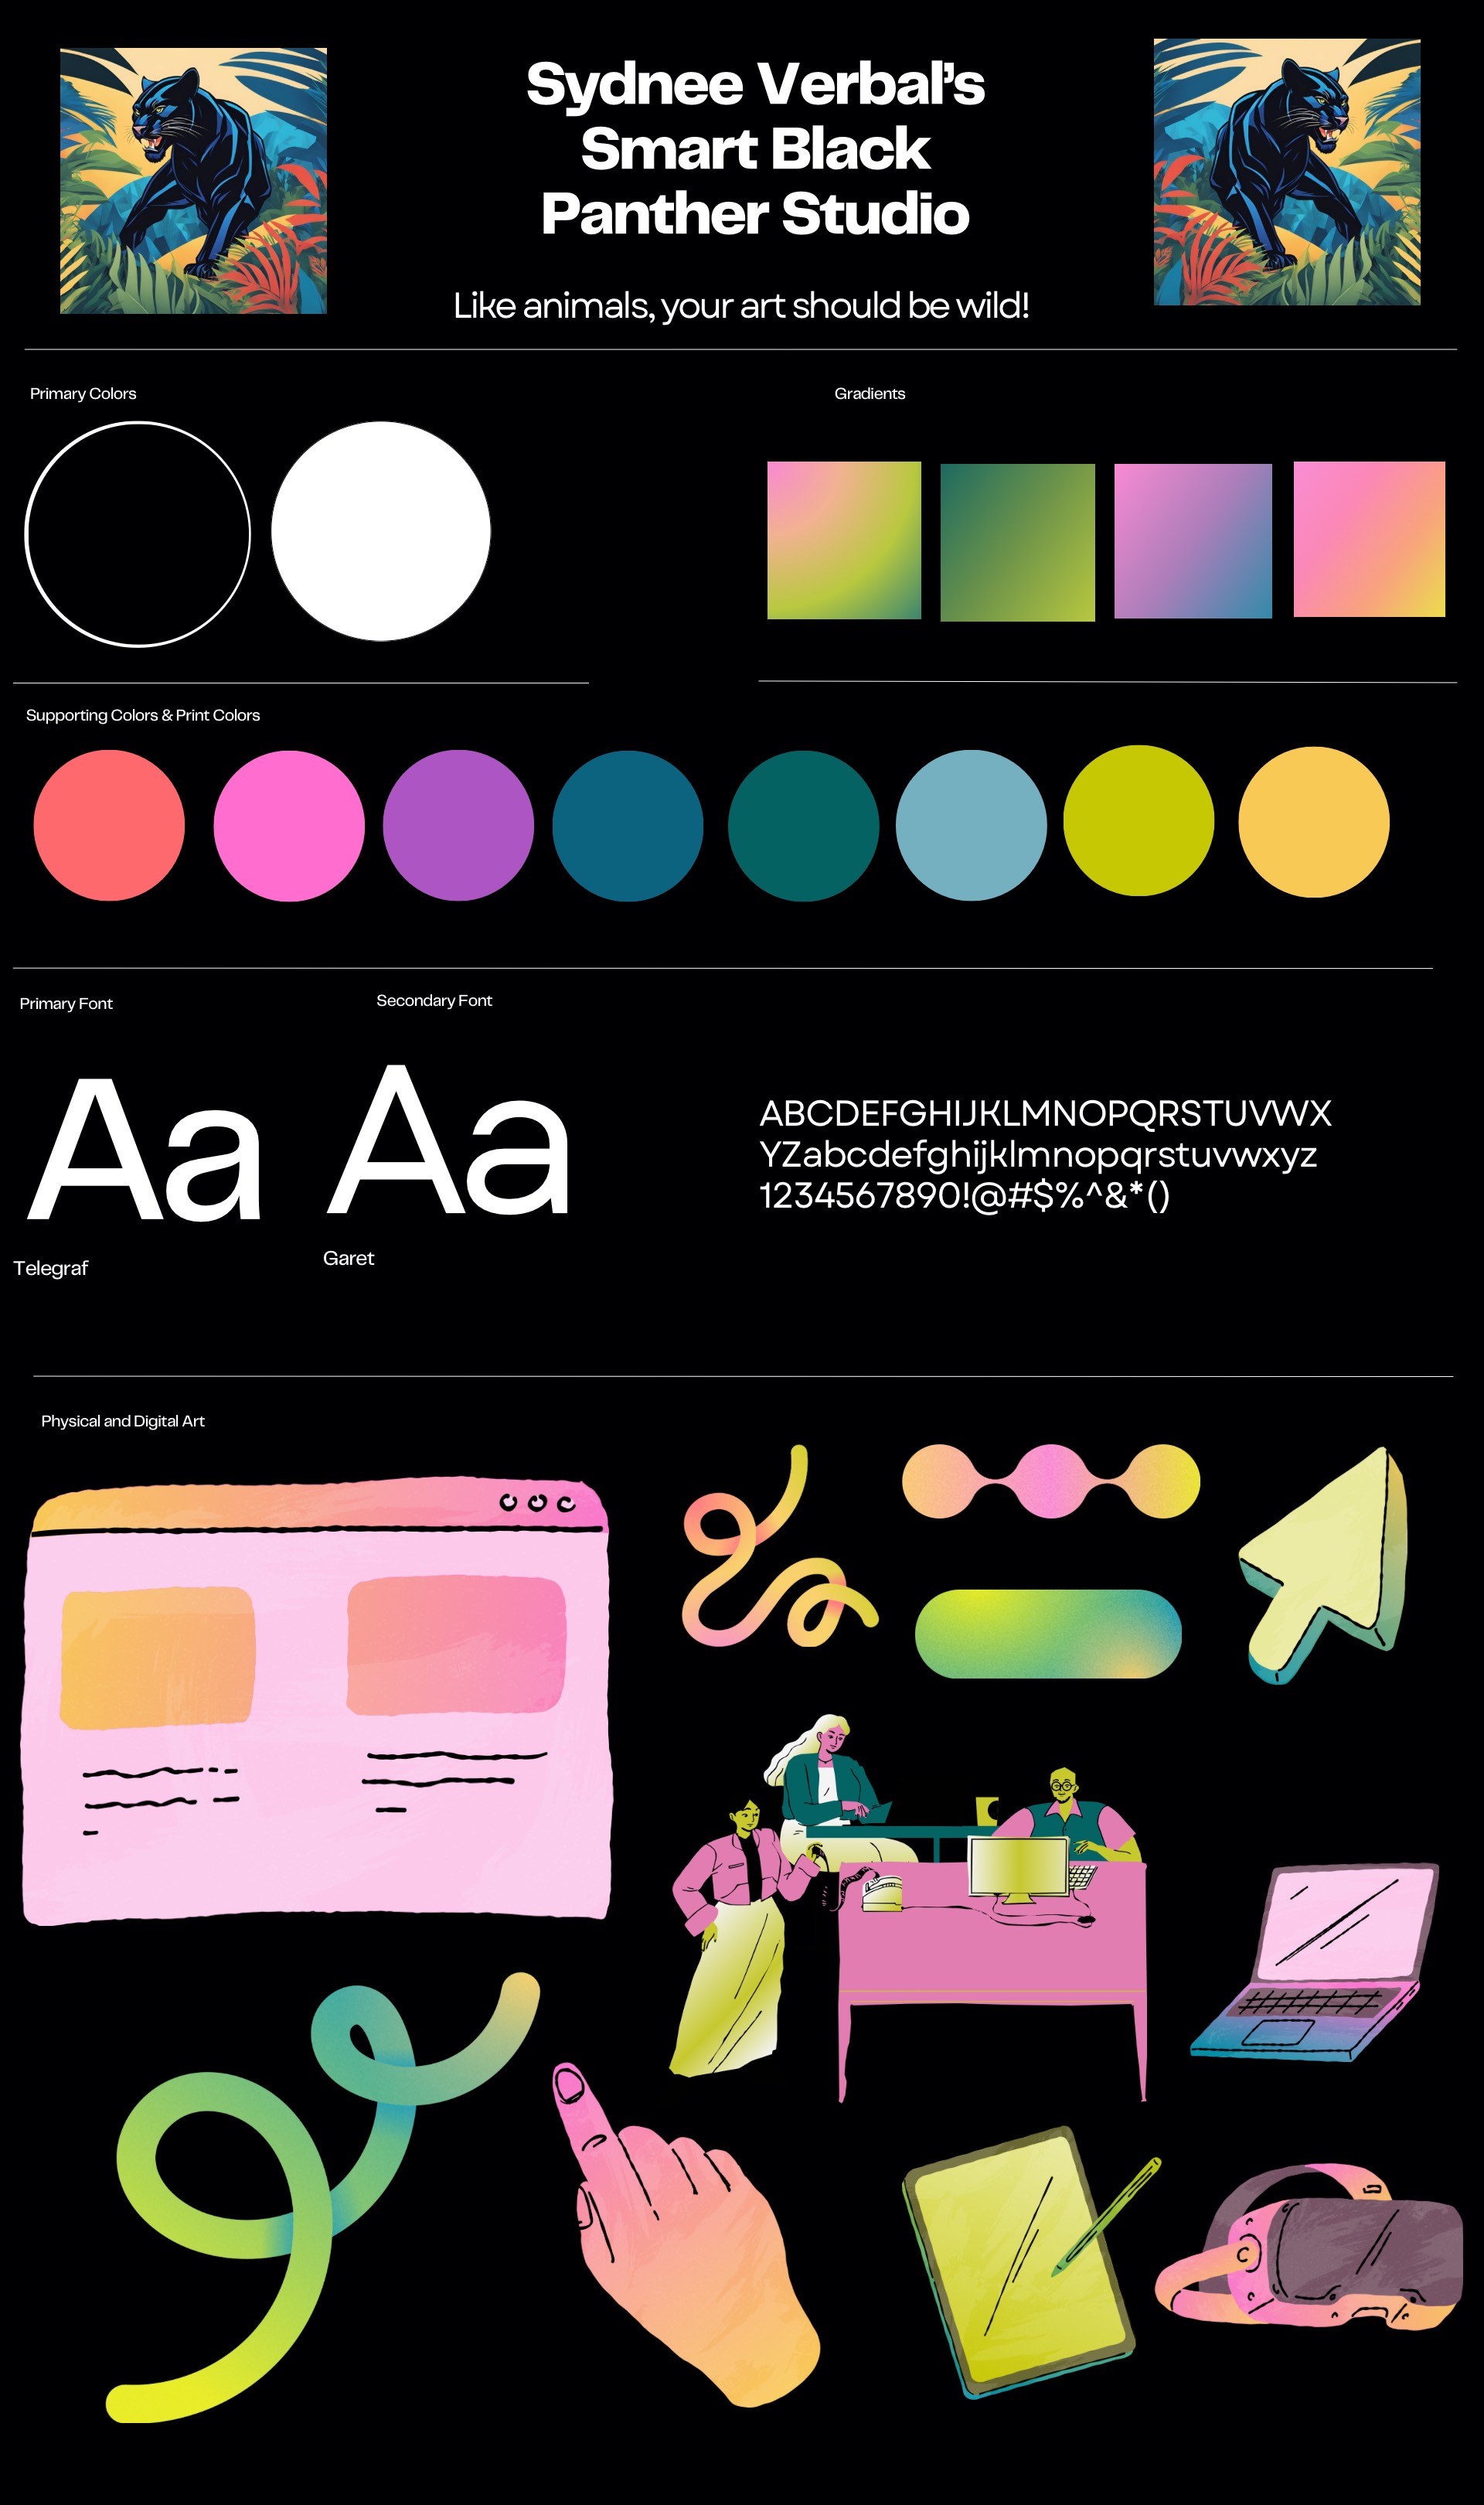 Sydnee Verbal's
Smart Black
Panther Studio
Like animals, your art should be wild!
Primary Colors
Gradients
Supporting Colors & Print Colors
Primary Font
Secondary Font
Aa
Aa
ABCDEFGHIJKLMNOPQRSTUVWX
YZabcdefghijklmnopqrstuvwxyz
1234567890!@#$%^&*()
Telegraf
Garet
Physical and Digital Art